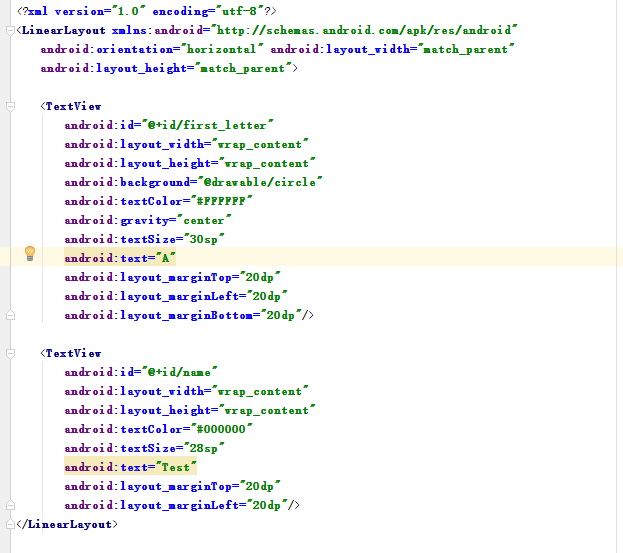 <?xml version="1.0" encoding="utf-8"?>
<LinearLayout xmlns:android="http://schemas.android.com/apk/res/android"
android:orientation="horizontal" android:layout_width="match_parent"
android:layout_height="match_parent">
<TextView
android:id="@+id/first_letter"
android:layout_width="wrap_content"
android:layout_height="wrap_content"
android:background="@drawable/circle"
android:textColor="#FFFFFF"
android:gravity="center"
android:textSize="30sp"
android:text="A"
android:layout_marginTop="20dp"
android:layout_marginLeft="20dp"
android:layout_marginBottom="20dp"/>
<TextView
android:id="@+id/name"
android:layout_width="wrap_content"
android:layout_height="wrap_content"
android:textColor="#000000"
android:textSize="28sp"
android:text="Test"
android:layout_marginTop="20dp"
android:layout_marginLeft="20dp"/>
</LinearLayout>